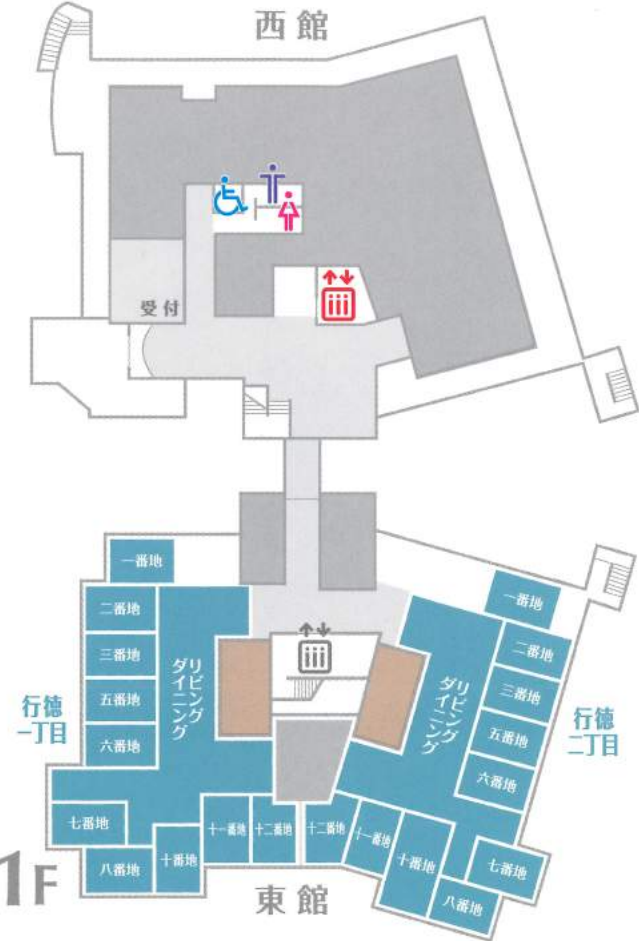 西館
受付
一番地
二番地
三番地
五番地
六番地
七番地
八番地
十番地
十一番地
十二番地
リビング
ダイニング
行徳
一丁目
一番地
二番地
三番地
五番地
六番地
七番地
八番地
十番地
十一番地
十二番地
リビング
ダイニング
行徳
二丁目
1F
東館